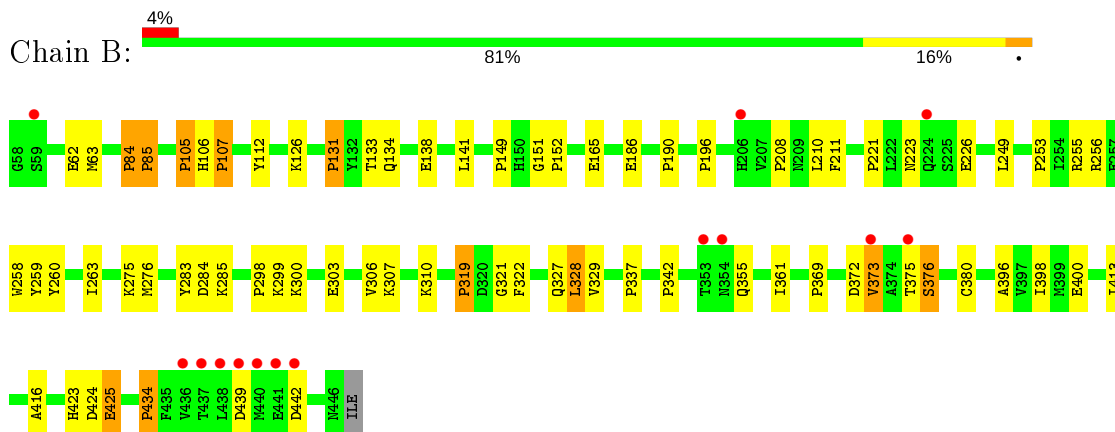 4%
Chain B:
81% 16% •
G58 S59 E62 M63 P84 P85 P105 H106 P107 Y112 K126 P131 Y132 T133 Q134 E138 L141 P149 H150 G151 P152 E165 E186 P190 P196 H206 V207 P208 N209 L210 F211 P221 L222 N223 Q224 S225 E226 L249 P253 I254 R255 R256 F257
W258 Y259 Y260 I263 K275 M276 Y283 D284 K285 P298 K299 K300 E303 V306 K307 K310 P319 D320 G321 F322 Q327 L328 V329 P337 P342 T353 N354 Q355 I361 P369 D372 V373 A374 T375 S376 C380 A396 V397 I398 M399 E400 I413
A416 H423 D424 E425 P434 F435 V436 T437 L438 D439 M440 E441 D442 N446 ILE